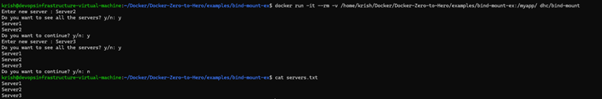 krish@devopsinfrastructure-virtual-machine:~/Docker/Docker-Zero-to-Hero/examples/bind-mount-ex$ docker run -it --rm -v /home/krish/Docker/Docker-Zero-to-Hero/examples/bind-mount-ex:/myapp/ dhc/bind-mount
Enter new server : Server2
Do you want to see all the servers? y/n: y
Server1
Server2
Do you want to continue? y/n: y
Enter new server : Server3
Do you want to see all the servers? y/n: y
Server1
Server2
Server3
Do you want to continue? y/n: n
krish@devopsinfrastructure-virtual-machine:~/Docker/Docker-Zero-to-Hero/examples/bind-mount-ex$ cat servers.txt
Server1
Server2
Server3